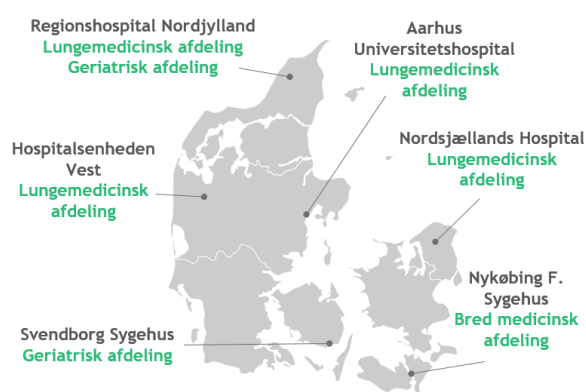 Regionshospital Nordjylland
Lungemedicinsk afdeling
Geriatrisk afdeling
Aarhus
Universitetshospital
Lungemedicinsk
afdeling
Hospitalsenheden
Vest
Lungemedicinsk
afdeling
Nordsjællands Hospital
Lungemedicinsk
afdeling
Nykøbing F.
Sygehus
Bred medicinsk
afdeling
Svendborg Sygehus
Geriatrisk afdeling